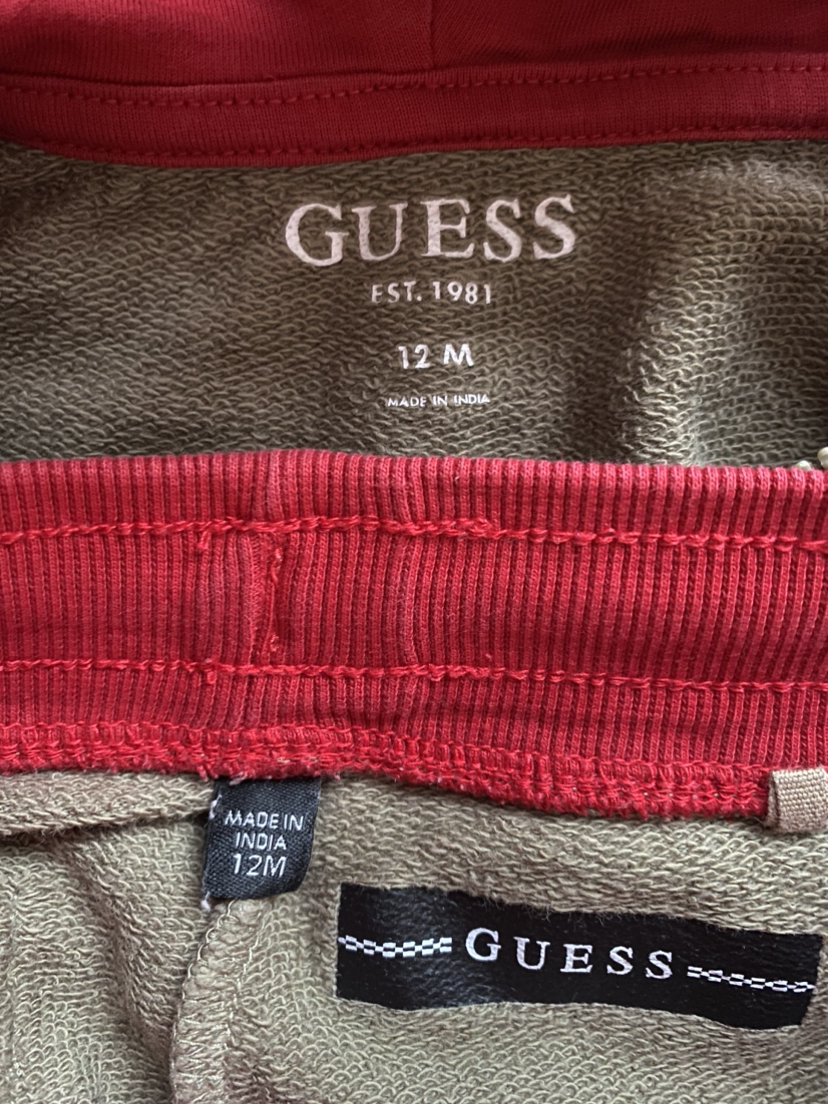 GUESS
EST. 1981
12 M
MADE IN INDIA
MADE IN
INDIA
12M
GUESS